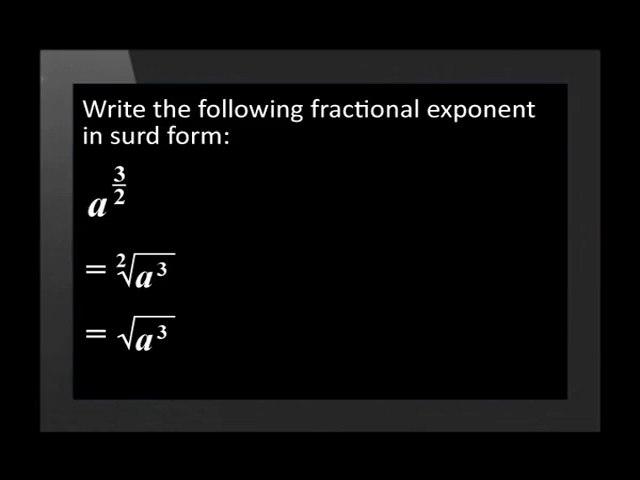 Write the following fractional exponent
in surd form:
a^(3/2)
= ²√a³
= √a³